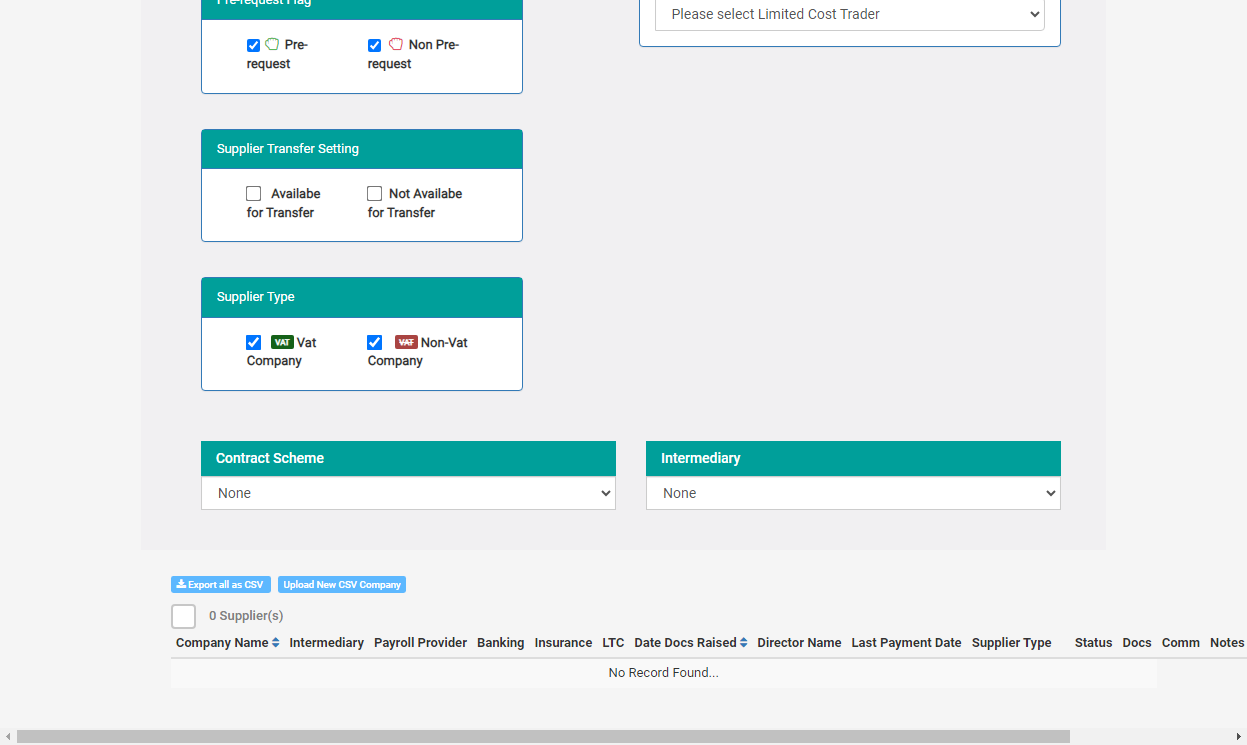 Pre-request Flag
Please select Limited Cost Trader
Pre-
request
Non Pre-
request
Supplier Transfer Setting
Availabe
for Transfer
Not Availabe
for Transfer
Supplier Type
VAT Vat
Company
VAT Non-Vat
Company
Contract Scheme
Intermediary
None
None
Export all as CSV
Upload New CSV Company
0 Supplier(s)
Company Name Intermediary Payroll Provider Banking Insurance LTC Date Docs Raised Director Name Last Payment Date Supplier Type Status Docs Comm Notes
No Record Found...